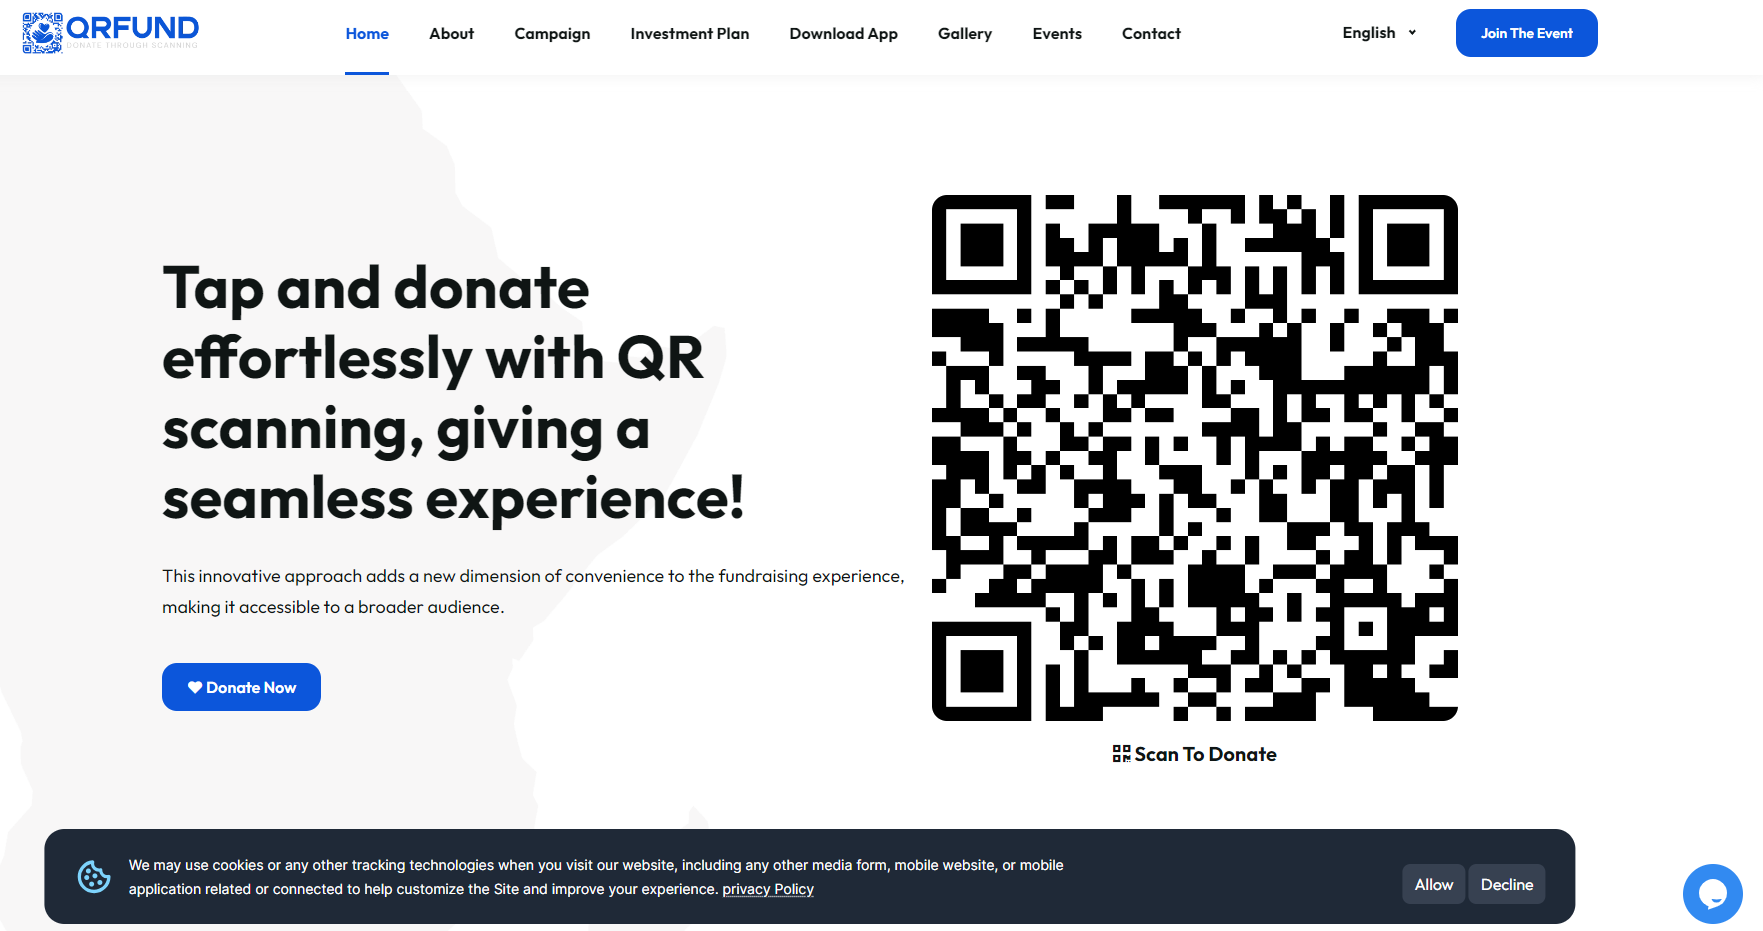 QRFUND
DONATE THROUGH SCANNING
Home
About
Campaign
Investment Plan
Download App
Gallery
Events
Contact
English
Join The Event
Tap and donate
effortlessly with QR
scanning, giving a
seamless experience!
This innovative approach adds a new dimension of convenience to the fundraising experience,
making it accessible to a broader audience.
Donate Now
Scan To Donate
We may use cookies or any other tracking technologies when you visit our website, including any other media form, mobile website, or mobile
application related or connected to help customize the Site and improve your experience. privacy Policy
Allow
Decline